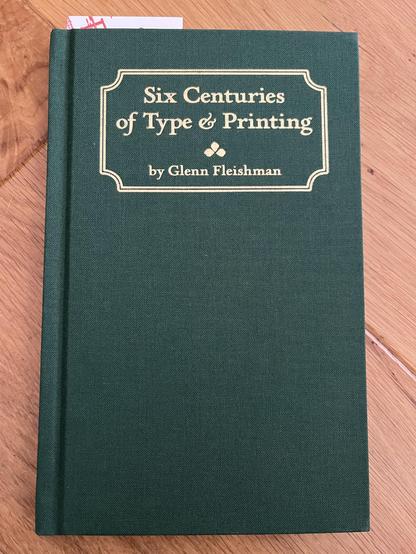 Six Centuries
of Type & Printing
by Glenn Fleishman